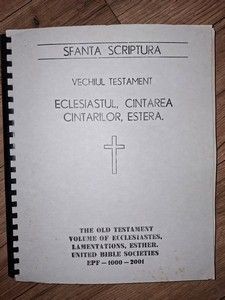 SFANTA SCRIPTURA
VECHIUL TESTAMENT
ECLESIASTUL, CINTAREA
CINTARILOR, ESTERA.
THE OLD TESTAMENT
VOLUME OF ECCLESIASTES,
LAMENTATIONS, ESTHER.
UNITED BIBLE SOCIETIES
EPF - 1000 - 2001